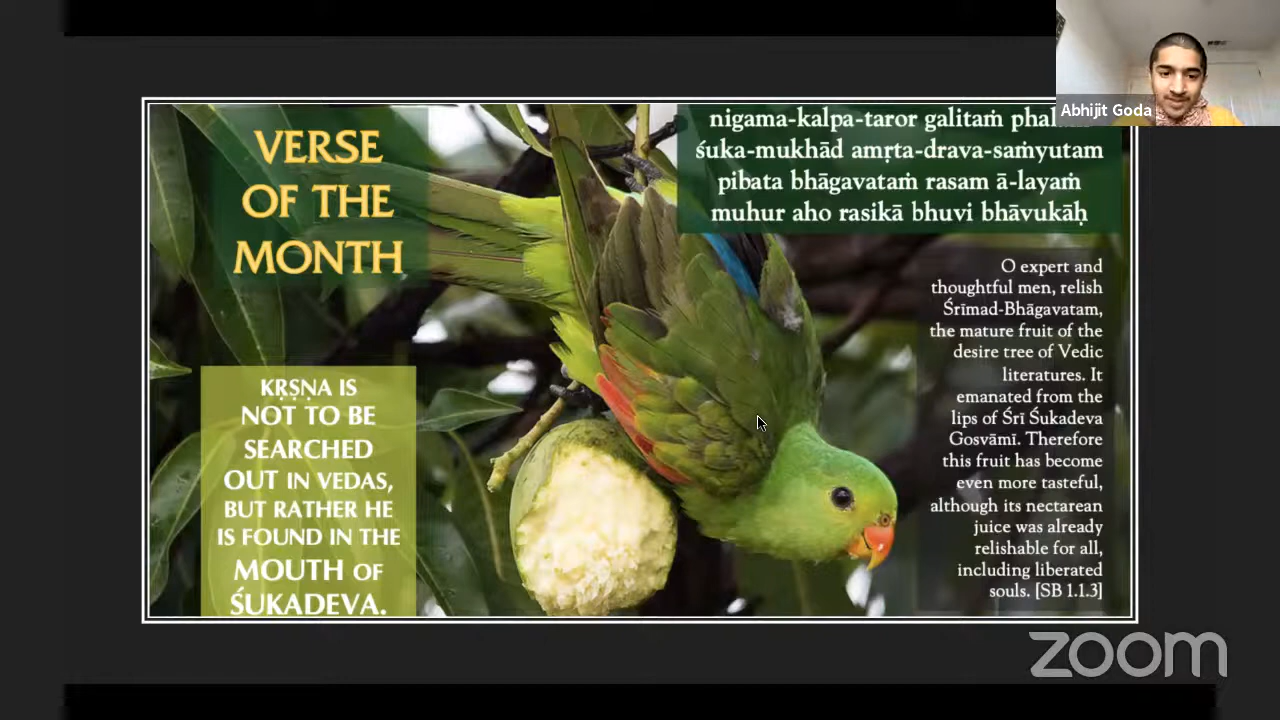 Abhijit Goda
VERSE
OF THE
MONTH
nigama-kalpa-taror galitaṁ
śuka-mukhād amṛta-drava-saṁyutam
pibata bhāgavataṁ rasam ā-layaṁ
muhur aho rasikā bhuvi bhāvukāḥ
KṚṢṆA IS
NOT TO BE
SEARCHED
OUT IN VEDAS,
BUT RATHER HE
IS FOUND IN THE
MOUTH OF
ŚUKADEVA.
O expert and
thoughtful men, relish
Śrīmad-Bhāgavatam,
the mature fruit of the
desire tree of Vedic
literatures. It
emanated from the
lips of Śrī Śukadeva
Gosvāmī. Therefore
this fruit has become
even more tasteful,
although its nectarean
juice was already
relishable for all,
including liberated
souls. [SB 1.1.3]
zoom